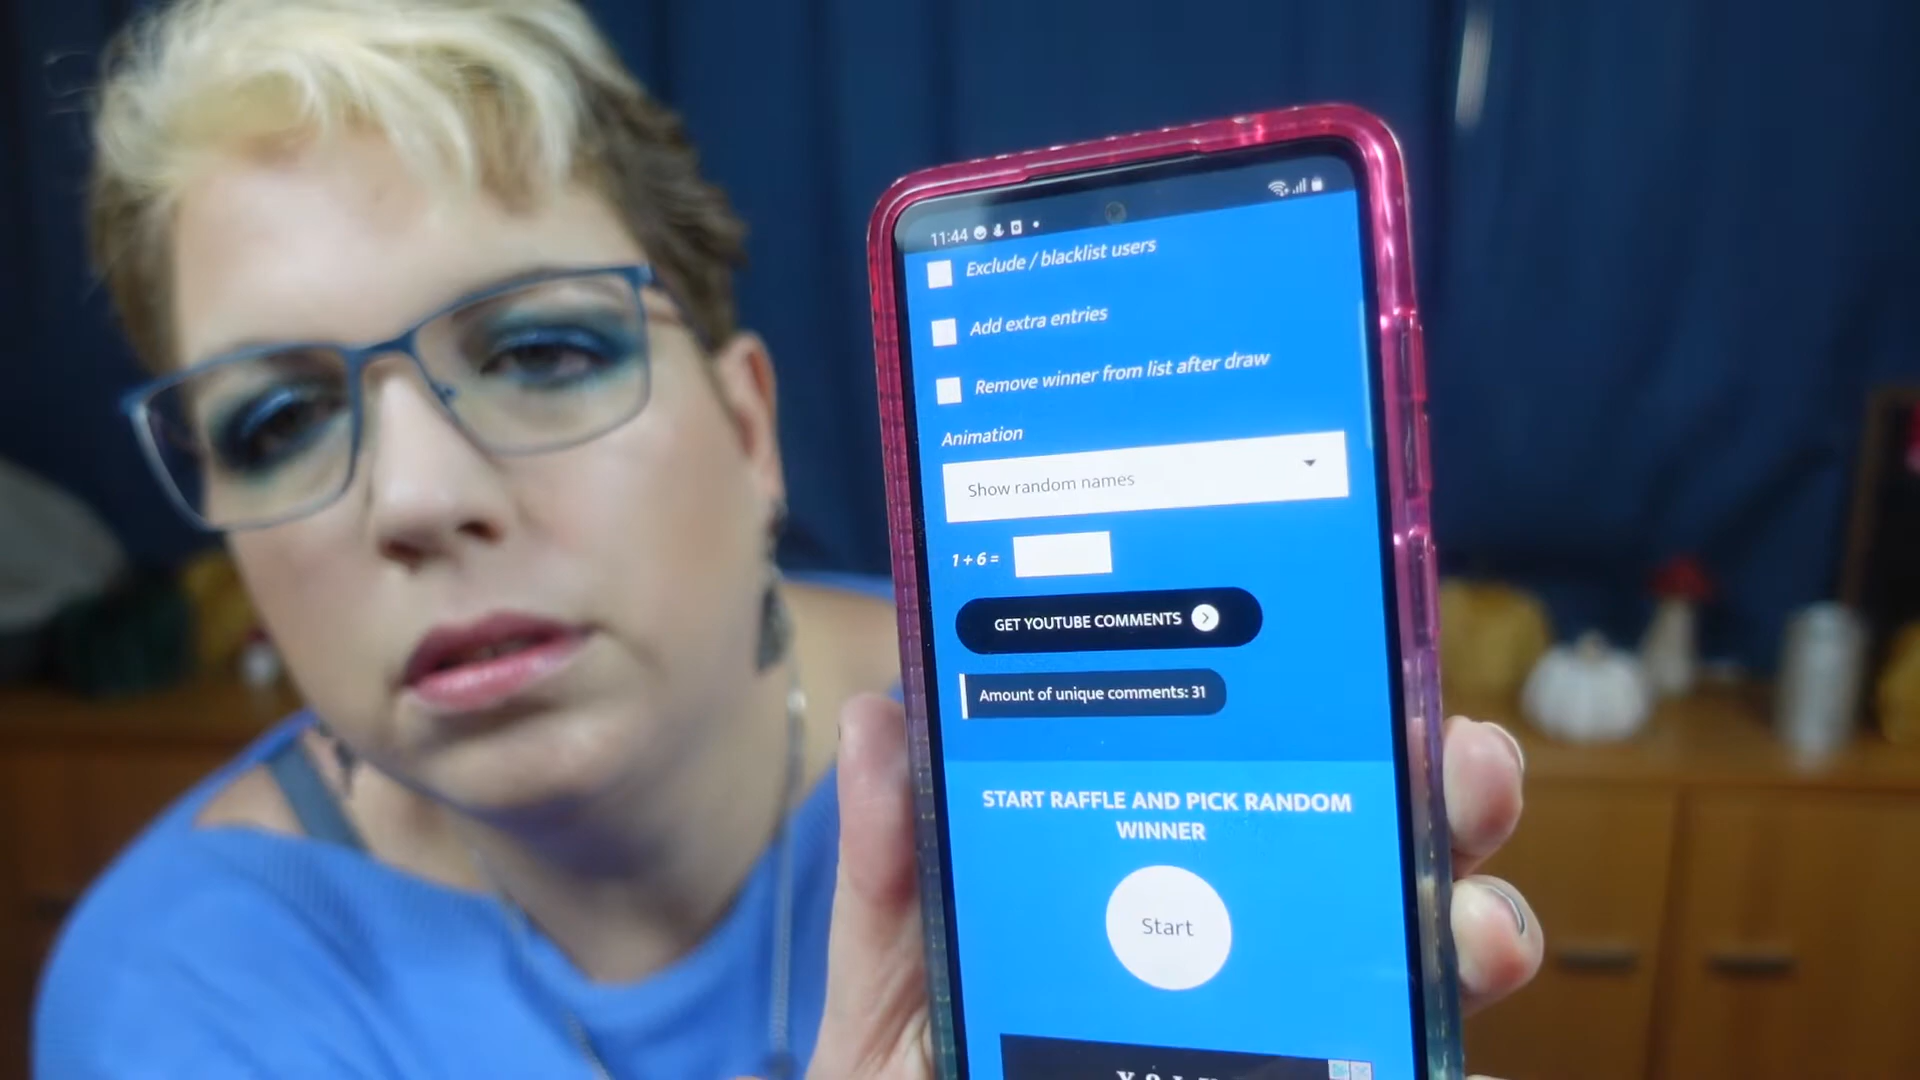 11:44
Exclude / blacklist users
Add extra entries
Remove winner from list after draw
Animation
Show random names
1 + 6 =
GET YOUTUBE COMMENTS
Amount of unique comments: 31
START RAFFLE AND PICK RANDOM
WINNER
Start